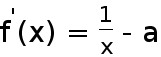 f'(x) = 1/x - a